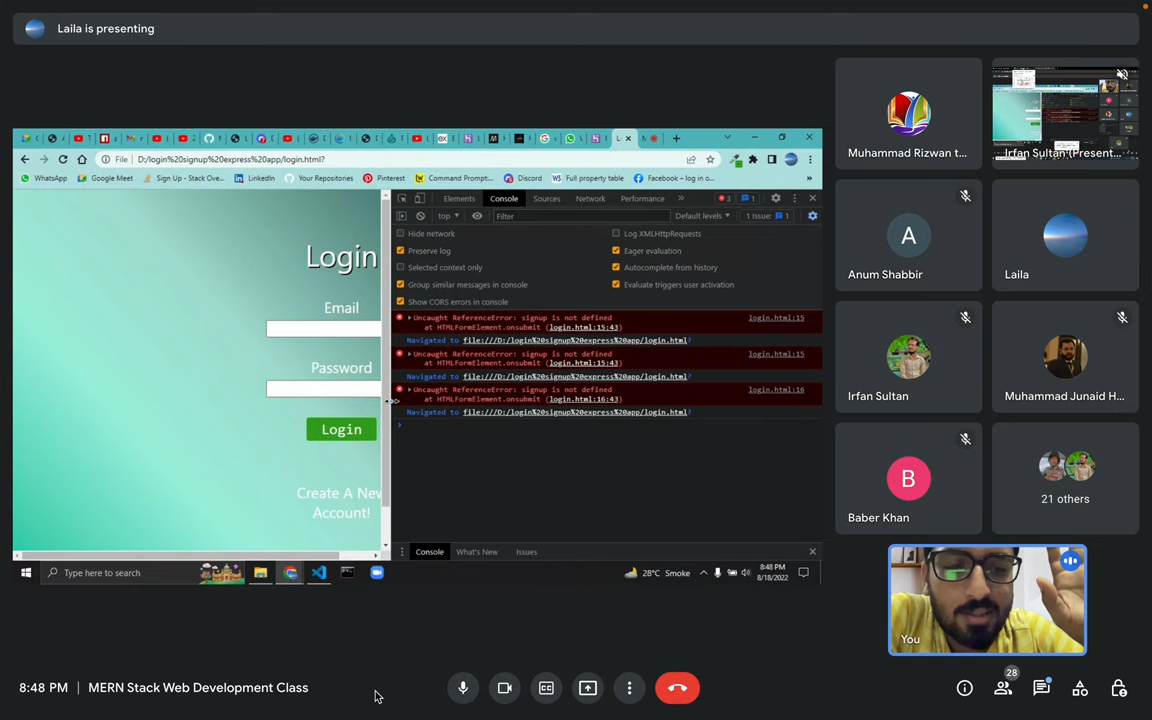 Laila is presenting
File D:/login%20signup%20express%20app/login.html?
WhatsApp Google Meet Sign Up - Stack Ove... LinkedIn Your Repositories Pinterest Command Prompt... Discord Full property table Facebook – log in o...
Elements Console Sources Network Performance 3 1
top Filter Default levels 1 Issue: 1
Hide network Log XMLHttpRequests
Preserve log Eager evaluation
Selected context only Autocomplete from history
Group similar messages in console Evaluate triggers user activation
Show CORS errors in console
Uncaught ReferenceError: signup is not defined login.html:15
at HTMLFormElement.onsubmit (login.html:15:43)
Navigated to file:///D:/login%20signup%20express%20app/login.html?
Uncaught ReferenceError: signup is not defined login.html:15
at HTMLFormElement.onsubmit (login.html:15:43)
Navigated to file:///D:/login%20signup%20express%20app/login.html?
Uncaught ReferenceError: signup is not defined login.html:16
at HTMLFormElement.onsubmit (login.html:16:43)
Navigated to file:///D:/login%20signup%20express%20app/login.html?
Login
Email
Password
Login
Create A New
Account!
Console What's New Issues
Type here to search
28°C Smoke
8:48 PM
8/18/2022
Muhammad Rizwan t...
Irfan Sultan (Present...
A
Anum Shabbir
Laila
Irfan Sultan
Muhammad Junaid H...
B
Baber Khan
21 others
You
8:48 PM | MERN Stack Web Development Class
28